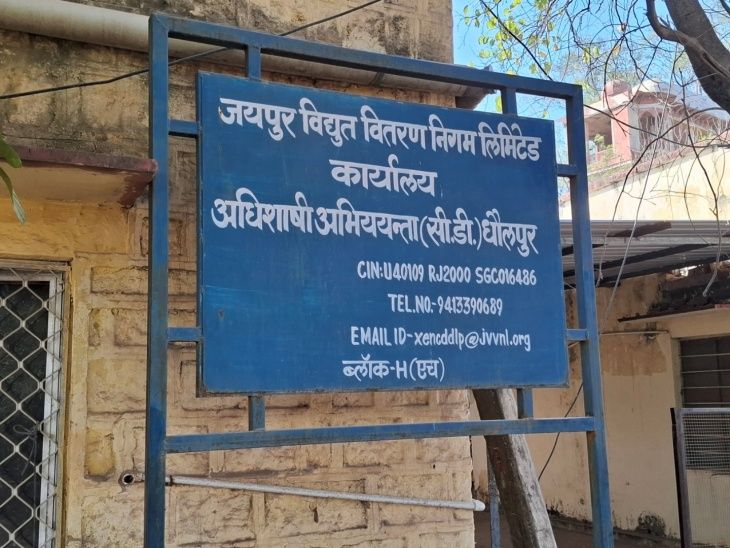 जयपुर विद्युत वितरण निगम लिमिटेड
कार्यालय
अधिशाषी अभिययन्ता (सी.डी.) धौलपुर
CIN:U40109 RJ2000 SGC016486
TEL.NO.-9413390689
EMAIL ID-xencddlp@jvvnl.org
ब्लॉक-H (एच)